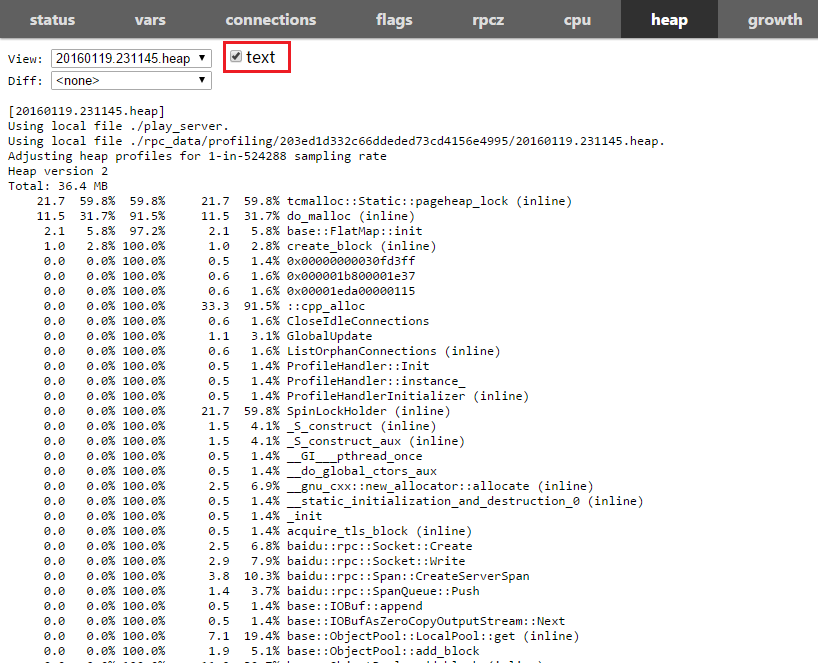 status vars connections flags rpcz cpu heap growth
View: 20160119.231145.heap text
Diff: <none>
[20160119.231145.heap]
Using local file ./play_server.
Using local file ./rpc_data/profiling/203ed1d332c66ddeded73cd4156e4995/20160119.231145.heap.
Adjusting heap profiles for 1-in-524288 sampling rate
Heap version 2
Total: 36.4 MB
21.7 59.8% 59.8% 21.7 59.8% tcmalloc::Static::pageheap_lock (inline)
11.5 31.7% 91.5% 11.5 31.7% do_malloc (inline)
2.1 5.8% 97.2% 2.1 5.8% base::FlatMap::init
1.0 2.8% 100.0% 1.0 2.8% create_block (inline)
0.0 0.0% 100.0% 0.5 1.4% 0x00000000030fd3ff
0.0 0.0% 100.0% 0.6 1.6% 0x000001b800001e37
0.0 0.0% 100.0% 0.6 1.6% 0x00001eda00000115
0.0 0.0% 100.0% 33.3 91.5% ::cpp_alloc
0.0 0.0% 100.0% 0.6 1.6% CloseIdleConnections
0.0 0.0% 100.0% 1.1 3.1% GlobalUpdate
0.0 0.0% 100.0% 0.6 1.6% ListOrphanConnections (inline)
0.0 0.0% 100.0% 0.5 1.4% ProfileHandler::Init
0.0 0.0% 100.0% 0.5 1.4% ProfileHandler::instance_
0.0 0.0% 100.0% 0.5 1.4% ProfileHandlerInitializer (inline)
0.0 0.0% 100.0% 21.7 59.8% SpinLockHolder (inline)
0.0 0.0% 100.0% 1.5 4.1% _S_construct (inline)
0.0 0.0% 100.0% 1.5 4.1% _S_construct_aux (inline)
0.0 0.0% 100.0% 0.5 1.4% __GI___pthread_once
0.0 0.0% 100.0% 0.5 1.4% __do_global_ctors_aux
0.0 0.0% 100.0% 2.5 6.9% __gnu_cxx::new_allocator::allocate (inline)
0.0 0.0% 100.0% 0.5 1.4% __static_initialization_and_destruction_0 (inline)
0.0 0.0% 100.0% 0.5 1.4% _init
0.0 0.0% 100.0% 0.5 1.4% acquire_tls_block (inline)
0.0 0.0% 100.0% 2.5 6.8% baidu::rpc::Socket::Create
0.0 0.0% 100.0% 2.9 7.9% baidu::rpc::Socket::Write
0.0 0.0% 100.0% 3.8 10.3% baidu::rpc::Span::CreateServerSpan
0.0 0.0% 100.0% 1.4 3.7% baidu::rpc::SpanQueue::Push
0.0 0.0% 100.0% 0.5 1.4% base::IOBuf::append
0.0 0.0% 100.0% 0.5 1.4% base::IOBufAsZeroCopyOutputStream::Next
0.0 0.0% 100.0% 7.1 19.4% base::ObjectPool::LocalPool::get (inline)
0.0 0.0% 100.0% 1.9 5.1% base::ObjectPool::add_block